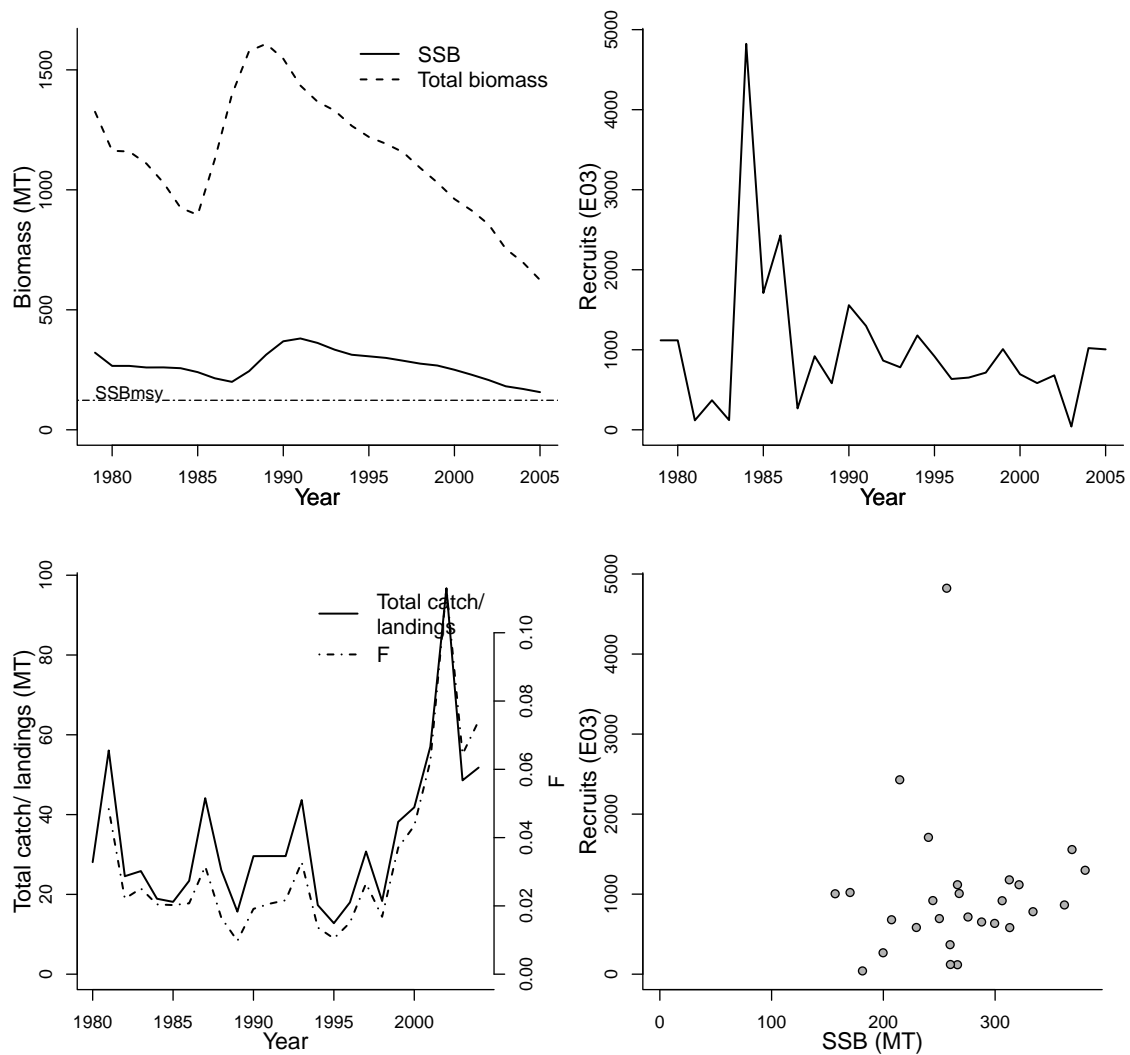 SSB
Total biomass
1500
1000
500
0
Biomass (MT)
SSBmsy
1980 1985 1990 1995 2000 2005
Year
5000
4000
3000
2000
1000
0
Recruits (E03)
1980 1985 1990 1995 2000 2005
Year
Total catch/
landings
F
100
80
60
40
20
0
Total catch/ landings (MT)
0.10
0.08
0.06
0.04
0.02
0.00
F
1980 1985 1990 1995 2000
Year
5000
4000
3000
2000
1000
0
Recruits (E03)
0 100 200 300
SSB (MT)